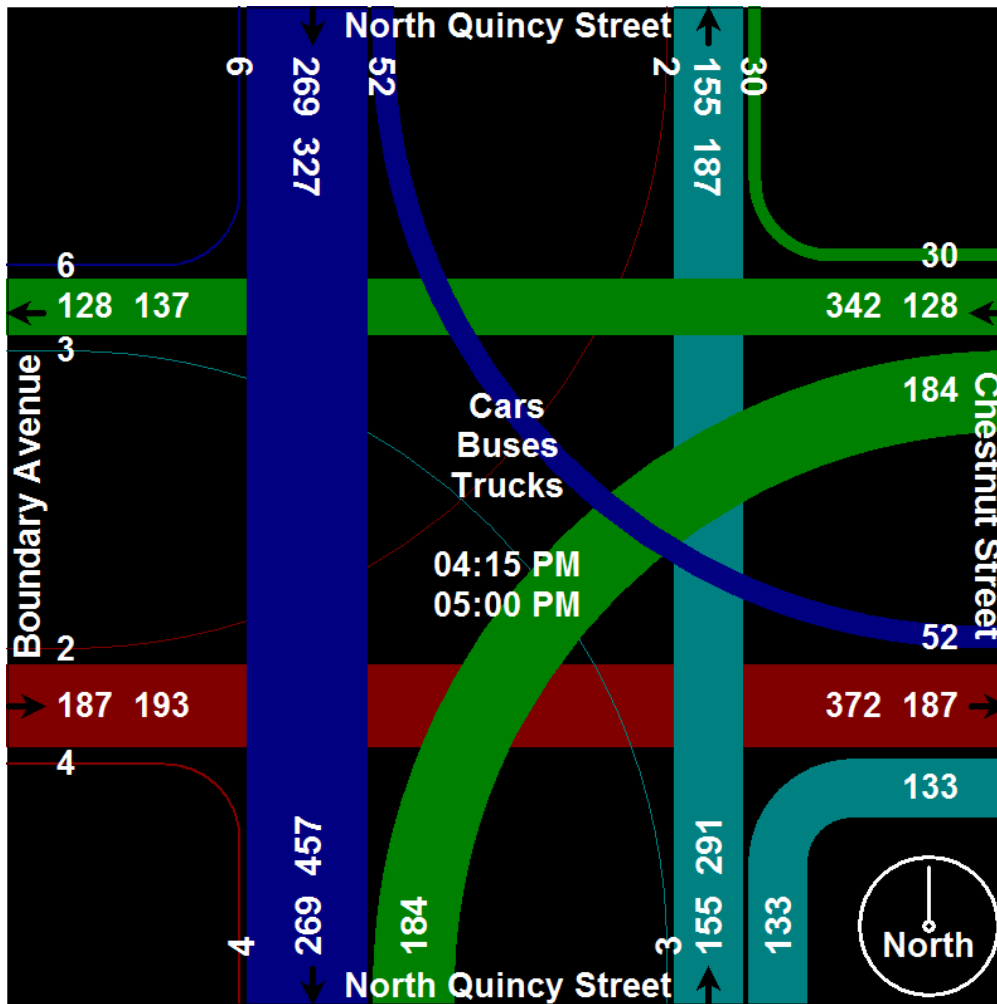 North Quincy Street
6
269 327
52
2
155 187
30
30
6
128 137
342 128
3
184
Boundary Avenue
Chestnut Street
Cars
Buses
Trucks
04:15 PM
05:00 PM
2
52
187 193
372 187
4
133
4
269 457
184
3
155 291
133
North
North Quincy Street